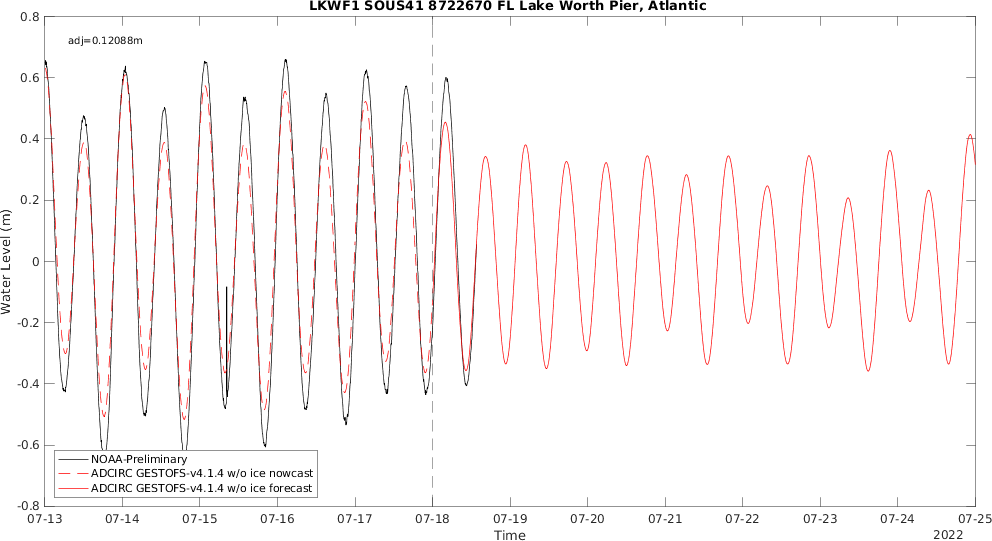 LKWF1 SOUS41 8722670 FL Lake Worth Pier, Atlantic
adj=0.12088m
0.8
0.6
0.4
0.2
0
-0.2
-0.4
-0.6
-0.8
Water Level (m)
NOAA-Preliminary
ADCIRC GESTOFS-v4.1.4 w/o ice nowcast
ADCIRC GESTOFS-v4.1.4 w/o ice forecast
07-13 07-14 07-15 07-16 07-17 07-18 07-19 07-20 07-21 07-22 07-23 07-24 07-25
Time
2022